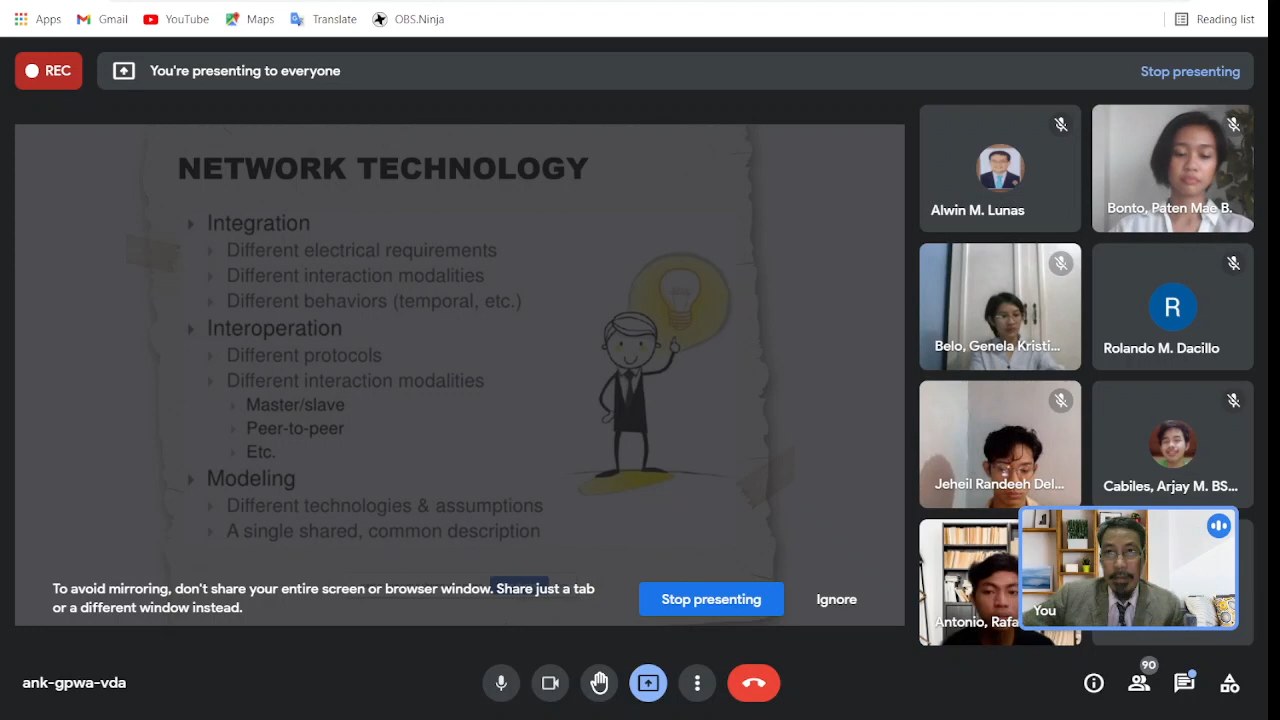 Apps
Gmail
YouTube
Maps
Translate
OBS.Ninja
Reading list
REC
You're presenting to everyone
Stop presenting
NETWORK TECHNOLOGY
Integration
Different electrical requirements
Different interaction modalities
Different behaviors (temporal, etc.)
Interoperation
Different protocols
Different interaction modalities
Master/slave
Peer-to-peer
Etc.
Modeling
Different technologies & assumptions
A single shared, common description
To avoid mirroring, don't share your entire screen or browser window. Share just a tab
or a different window instead.
Stop presenting
Ignore
Alwin M. Lunas
Bonto, Paten Mae B.
Belo, Genela Kristi...
R
Rolando M. Dacillo
Jeheil Randeeh Del...
Cabiles, Arjay M. BS...
Antonio, Rafa
You
ank-gpwa-vda
90